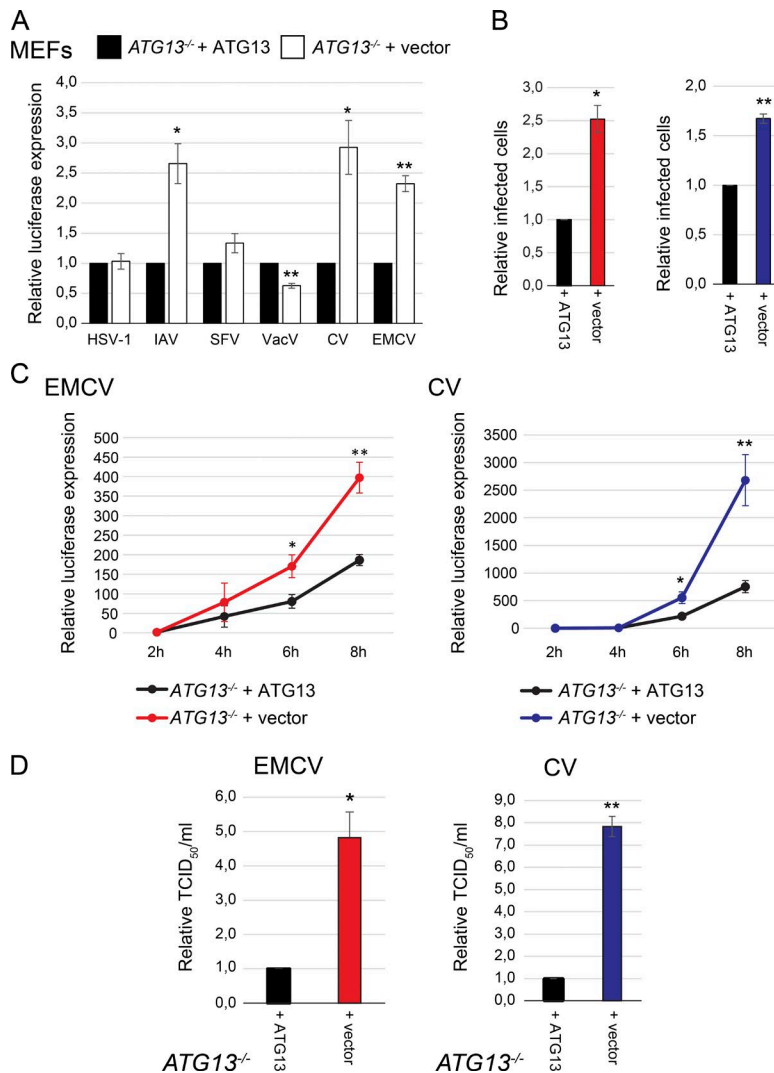 A
MEFs
ATG13-/- + ATG13
ATG13-/- + vector
Relative luciferase expression
4,0
3,5
3,0
2,5
2,0
1,5
1,0
0,5
0,0
*
**
*
**
HSV-1 IAV SFV VacV CV EMCV
B
Relative infected cells
3,0
2,5
2,0
1,5
1,0
0,5
0,0
*
+ ATG13
+ vector
Relative infected cells
2,0
1,5
1,0
0,5
0,0
**
+ ATG13
+ vector
C
EMCV
Relative luciferase expression
500
450
400
350
300
250
200
150
100
50
0
*
**
2h 4h 6h 8h
ATG13-/- + ATG13
ATG13-/- + vector
CV
Relative luciferase expression
3500
3000
2500
2000
1500
1000
500
0
*
**
2h 4h 6h 8h
ATG13-/- + ATG13
ATG13-/- + vector
D
EMCV
Relative TCID50/ml
6,0
5,0
4,0
3,0
2,0
1,0
0,0
*
+ ATG13
+ vector
ATG13-/-
CV
Relative TCID50/ml
9,0
8,0
7,0
6,0
5,0
4,0
3,0
2,0
1,0
0,0
**
+ ATG13
+ vector
ATG13-/-